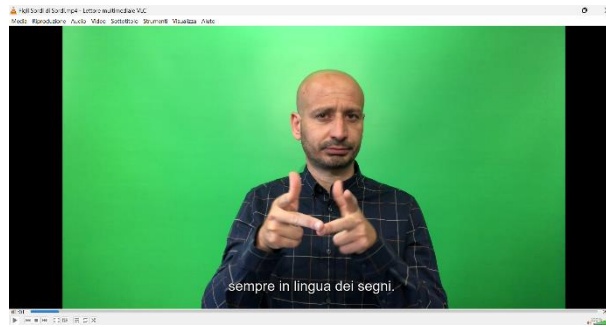 Figli Sordi di Sordi.mp4 - Lettore multimediale VLC
Media Riproduzione Audio Video Sottotitolo Strumenti Visualizza Aiuto
sempre in lingua dei segni.